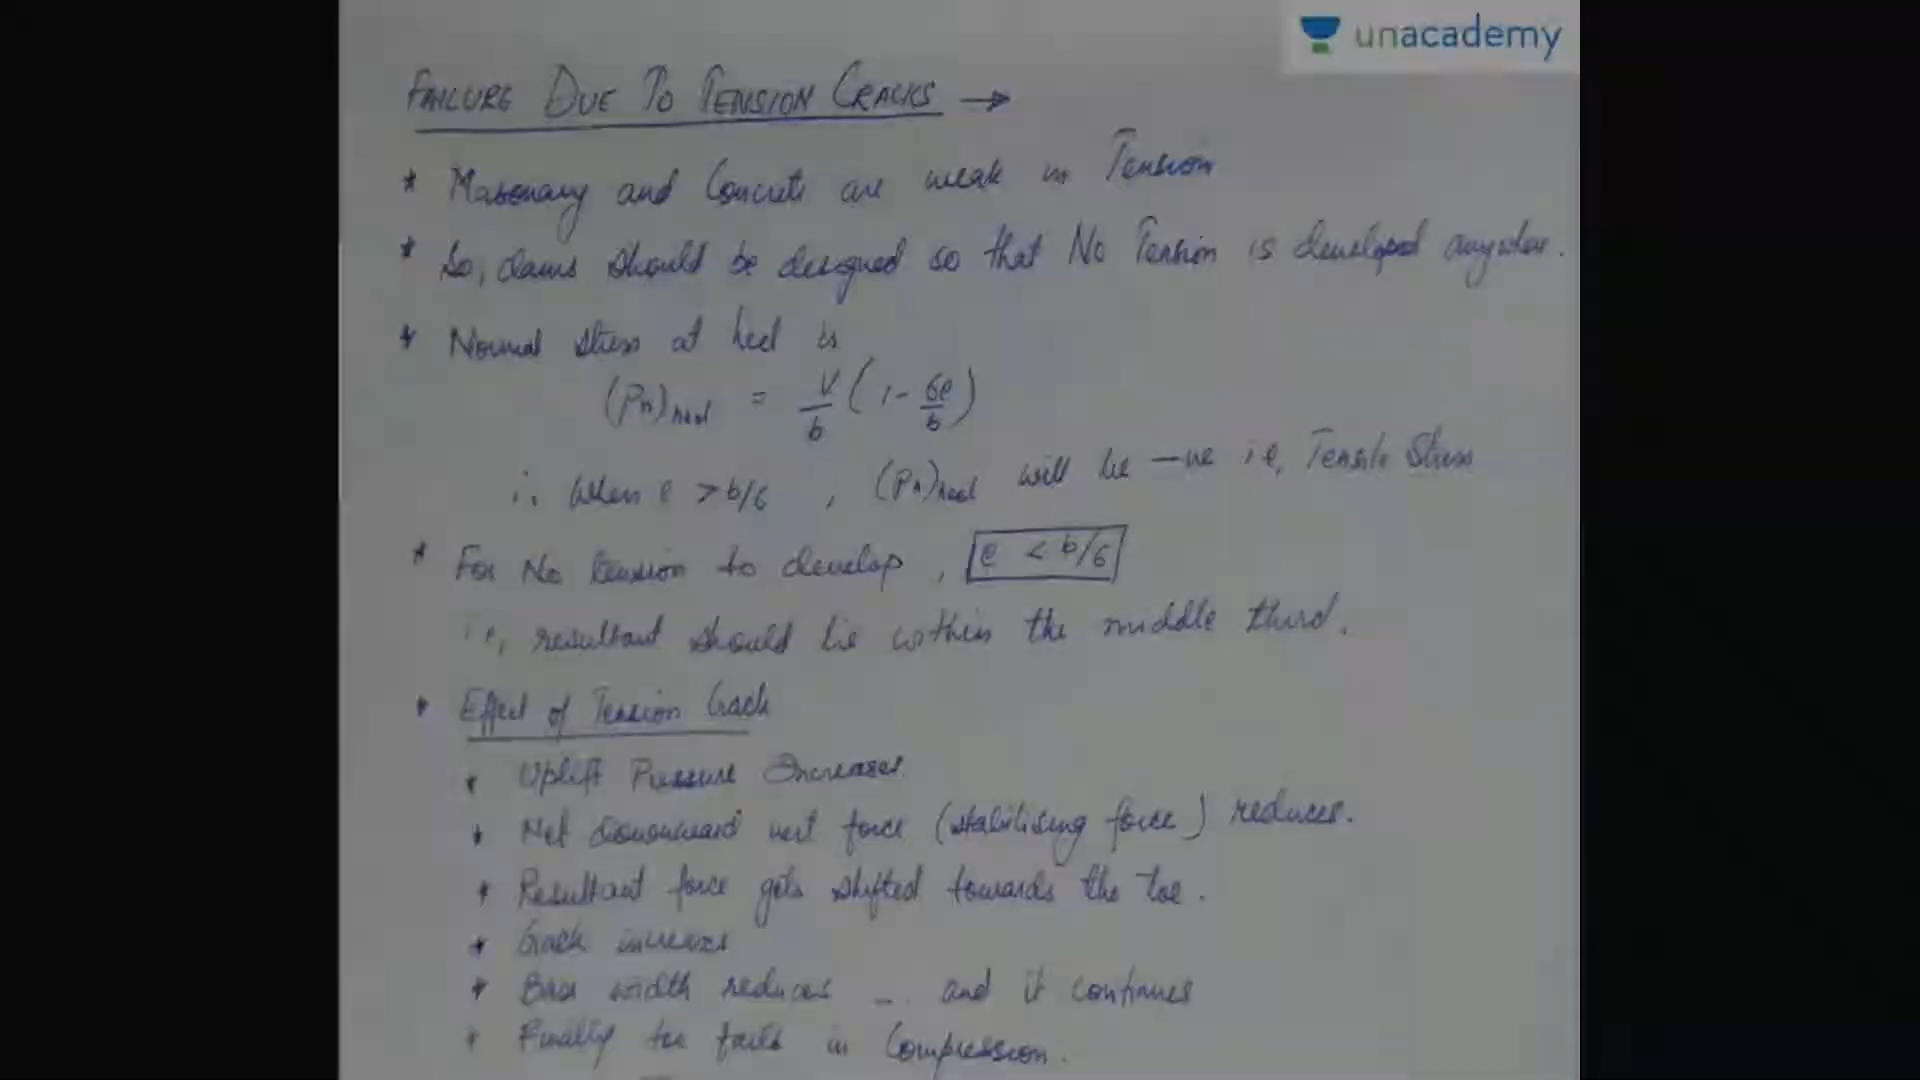 unacademy
FAILURE DUE TO TENSION CRACKS →
* Masonary and Concrete are weak in Tension
* So, dams should be designed so that No Tension is developed anywhere.
* Normal stress at heel is
(Pn)heel = V/b (1 - 6e/b)
∴ When e > b/6 , (Pn)heel will be -ve i.e, Tensile Stress
* For No tension to develop, e < b/6
i.e, resultant should lie within the middle third.
* Effect of Tension Crack
* Uplift Pressure Increases
* Net downward vert force (stabilising force) reduces.
* Resultant force gets shifted towards the toe.
* Crack increases
* Base width reduces ... and it continues
* Finally toe fails in Compression.